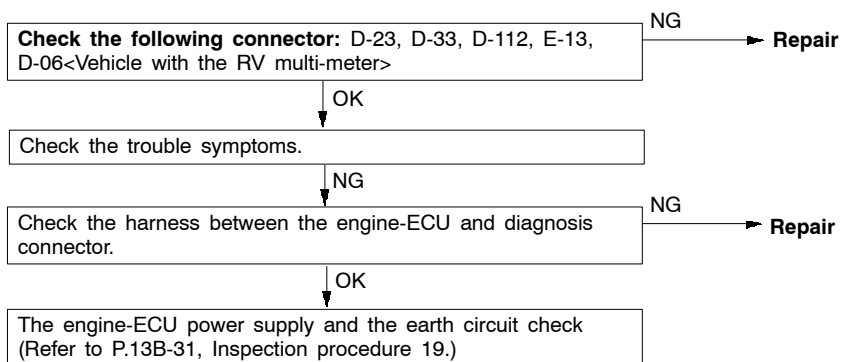 Check the following connector: D-23, D-33, D-112, E-13,
D-06<Vehicle with the RV multi-meter>
NG
Repair
OK
Check the trouble symptoms.
NG
Check the harness between the engine-ECU and diagnosis
connector.
NG
Repair
OK
The engine-ECU power supply and the earth circuit check
(Refer to P.13B-31, Inspection procedure 19.)